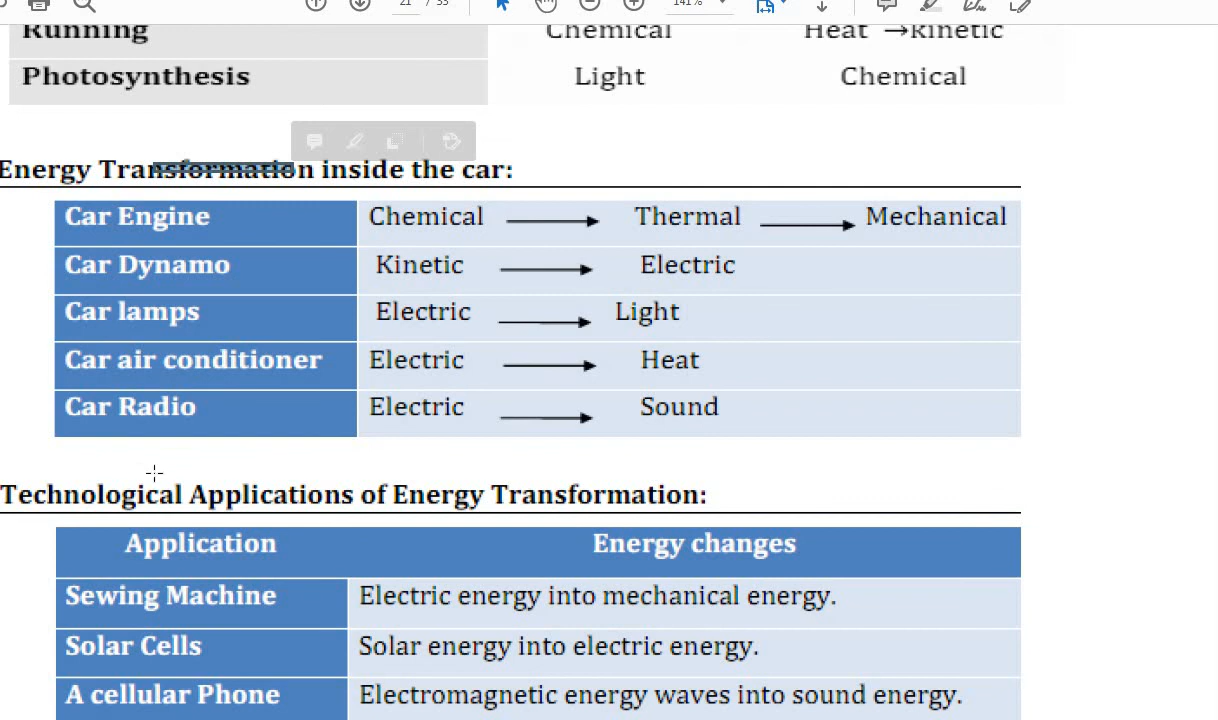 21 / 33 141%
Running Chemical Heat →kinetic
Photosynthesis Light Chemical
Energy Transformation inside the car:
Car Engine Chemical Thermal Mechanical
Car Dynamo Kinetic Electric
Car lamps Electric Light
Car air conditioner Electric Heat
Car Radio Electric Sound
Technological Applications of Energy Transformation:
Application Energy changes
Sewing Machine Electric energy into mechanical energy.
Solar Cells Solar energy into electric energy.
A cellular Phone Electromagnetic energy waves into sound energy.